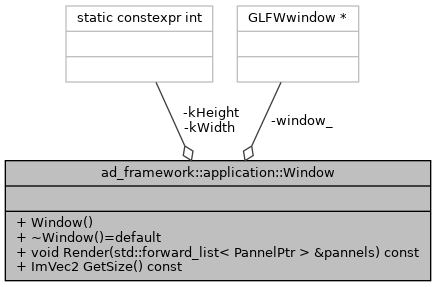 static constexpr int
GLFWwindow *
-kHeight
-kWidth
-window_
ad_framework::application::Window
+ Window()
+ ~Window()=default
+ void Render(std::forward_list< PannelPtr > &pannels) const
+ ImVec2 GetSize() const